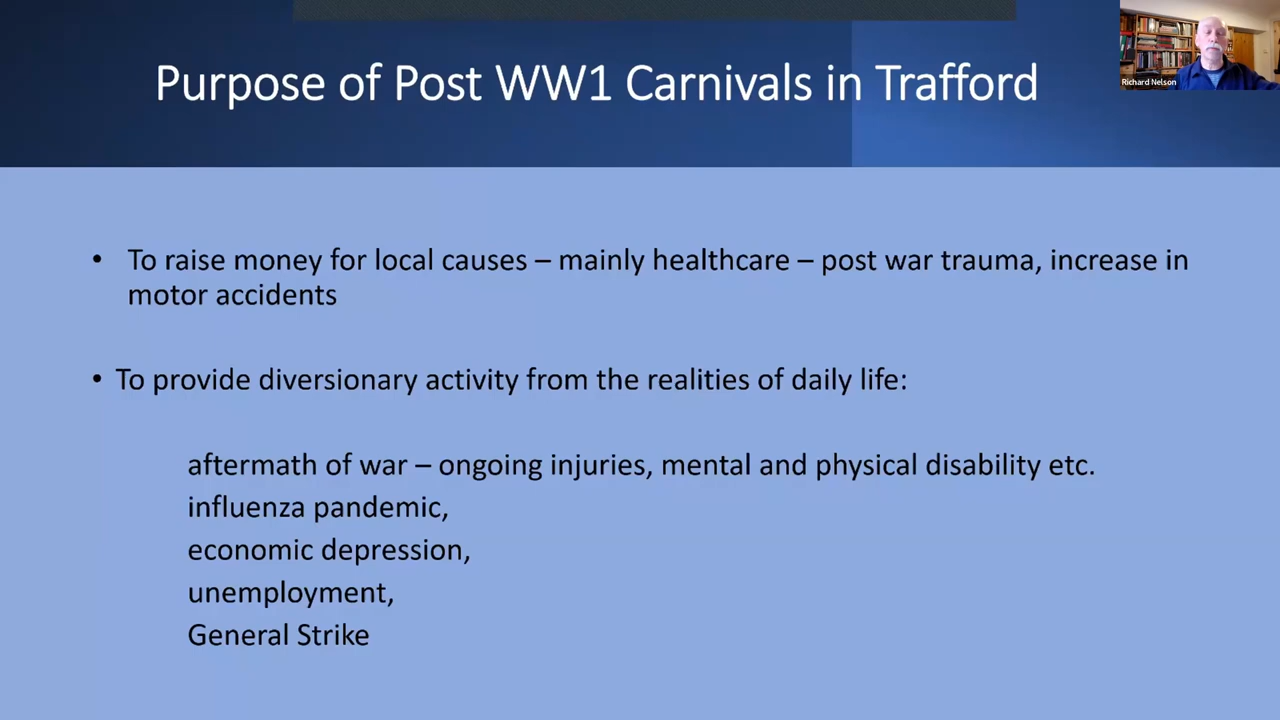 Purpose of Post WW1 Carnivals in Trafford
Richard Nelson
• To raise money for local causes – mainly healthcare – post war trauma, increase in
motor accidents
• To provide diversionary activity from the realities of daily life:
aftermath of war – ongoing injuries, mental and physical disability etc.
influenza pandemic,
economic depression,
unemployment,
General Strike